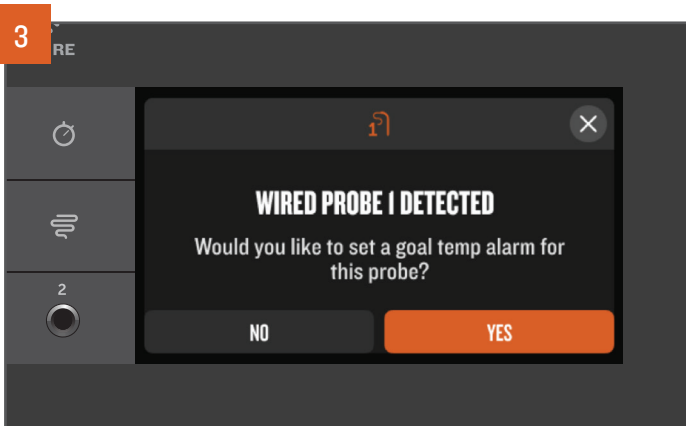 3
RE
1
WIRED PROBE 1 DETECTED
Would you like to set a goal temp alarm for
this probe?
2
NO
YES